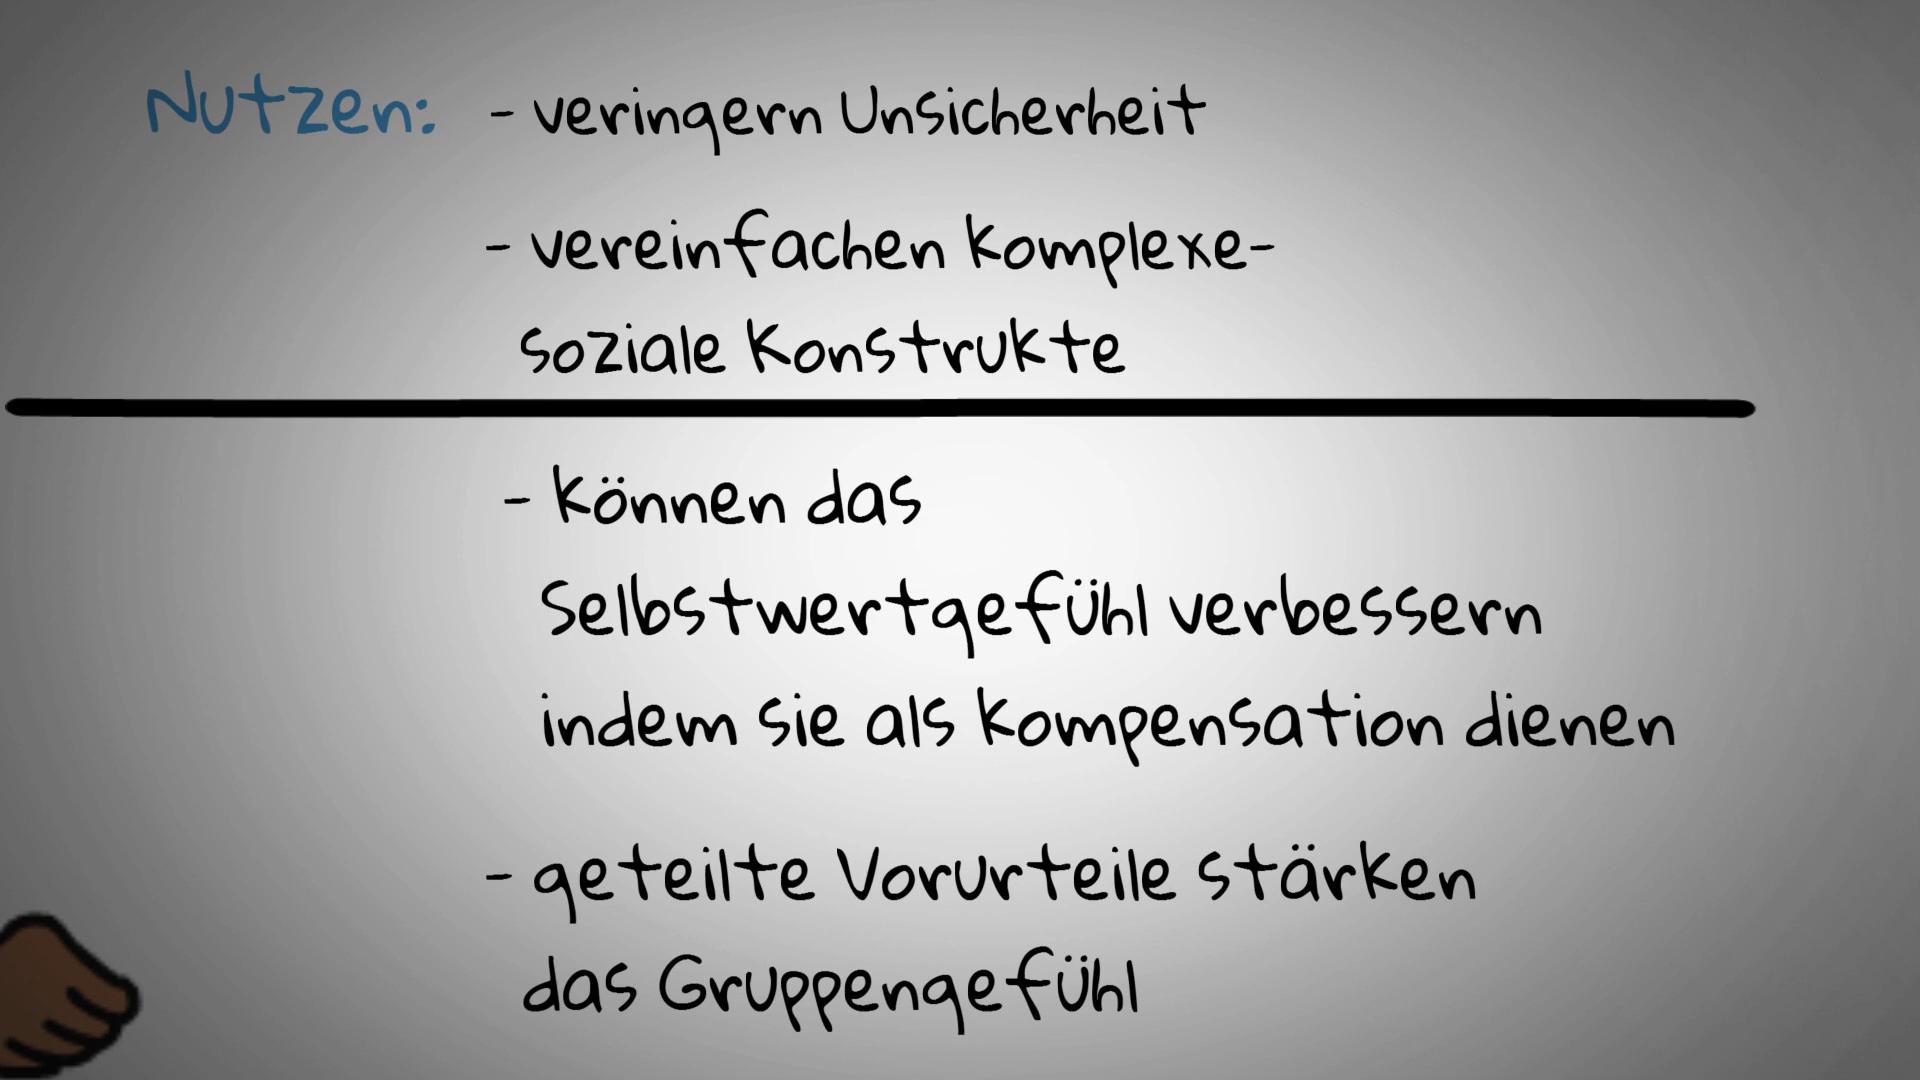 Nutzen: - veringern Unsicherheit
- vereinfachen komplexe-
soziale Konstrukte
- können das
Selbstwertgefühl verbessern
indem sie als Kompensation dienen
- geteilte Vorurteile stärken
das Gruppengefühl